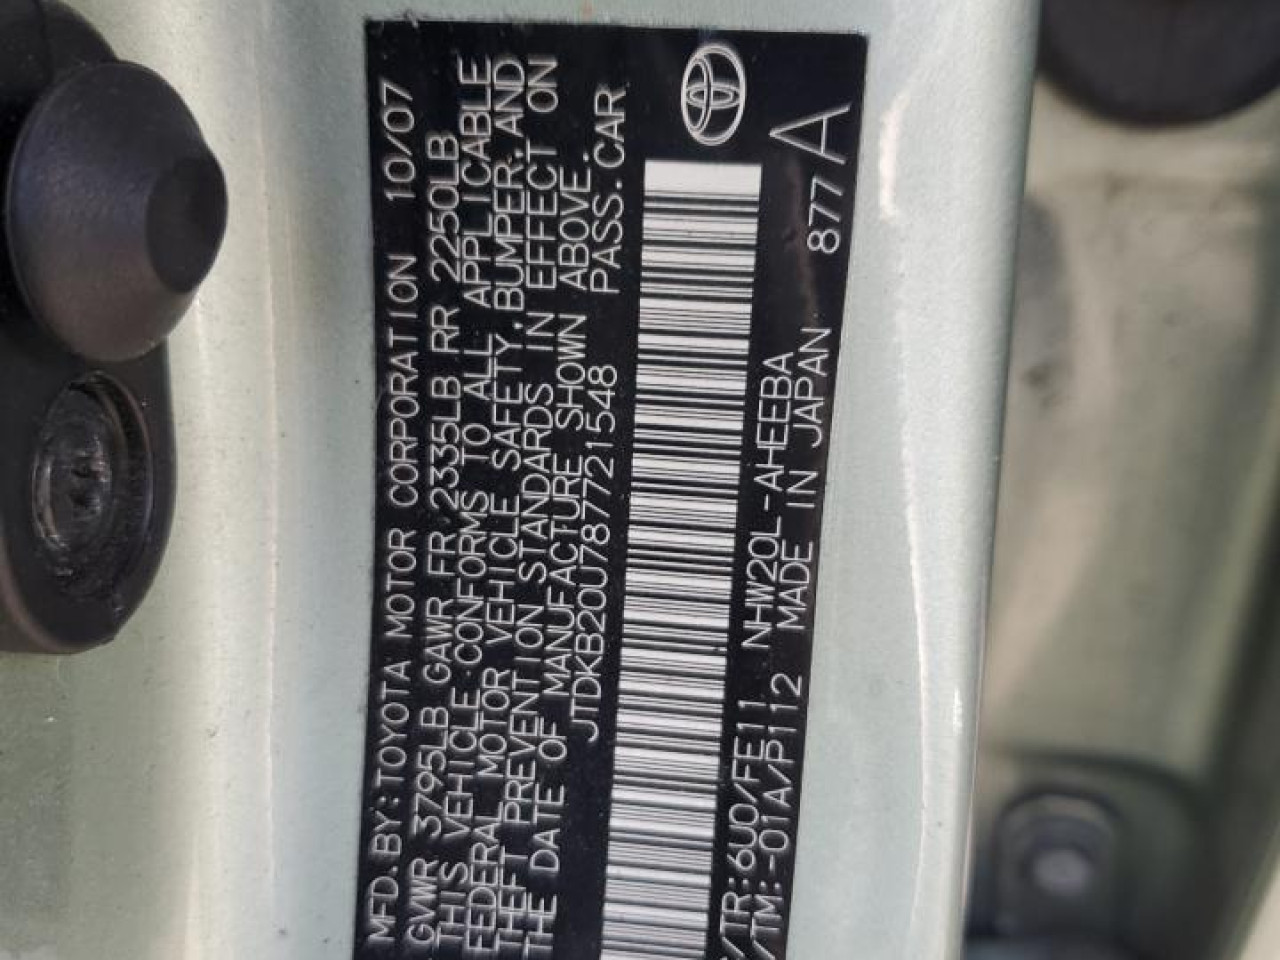 MFD.BY:TOYOTA MOTOR CORPORATION 10/07
GVWR 3795LB GAWR FR 2335LB RR 2250LB
THIS VEHICLE CONFORMS TO ALL APPLICABLE
FEDERAL MOTOR VEHICLE SAFETY, BUMPER, AND
THEFT PREVENTION STANDARDS IN EFFECT ON
THE DATE OF MANUFACTURE SHOWN ABOVE.
JTDKB20U787721548 PASS.CAR
/TR:6U0/FE11 NHW20L-AHEEBA
/TM:-01A/P112 MADE IN JAPAN 877A